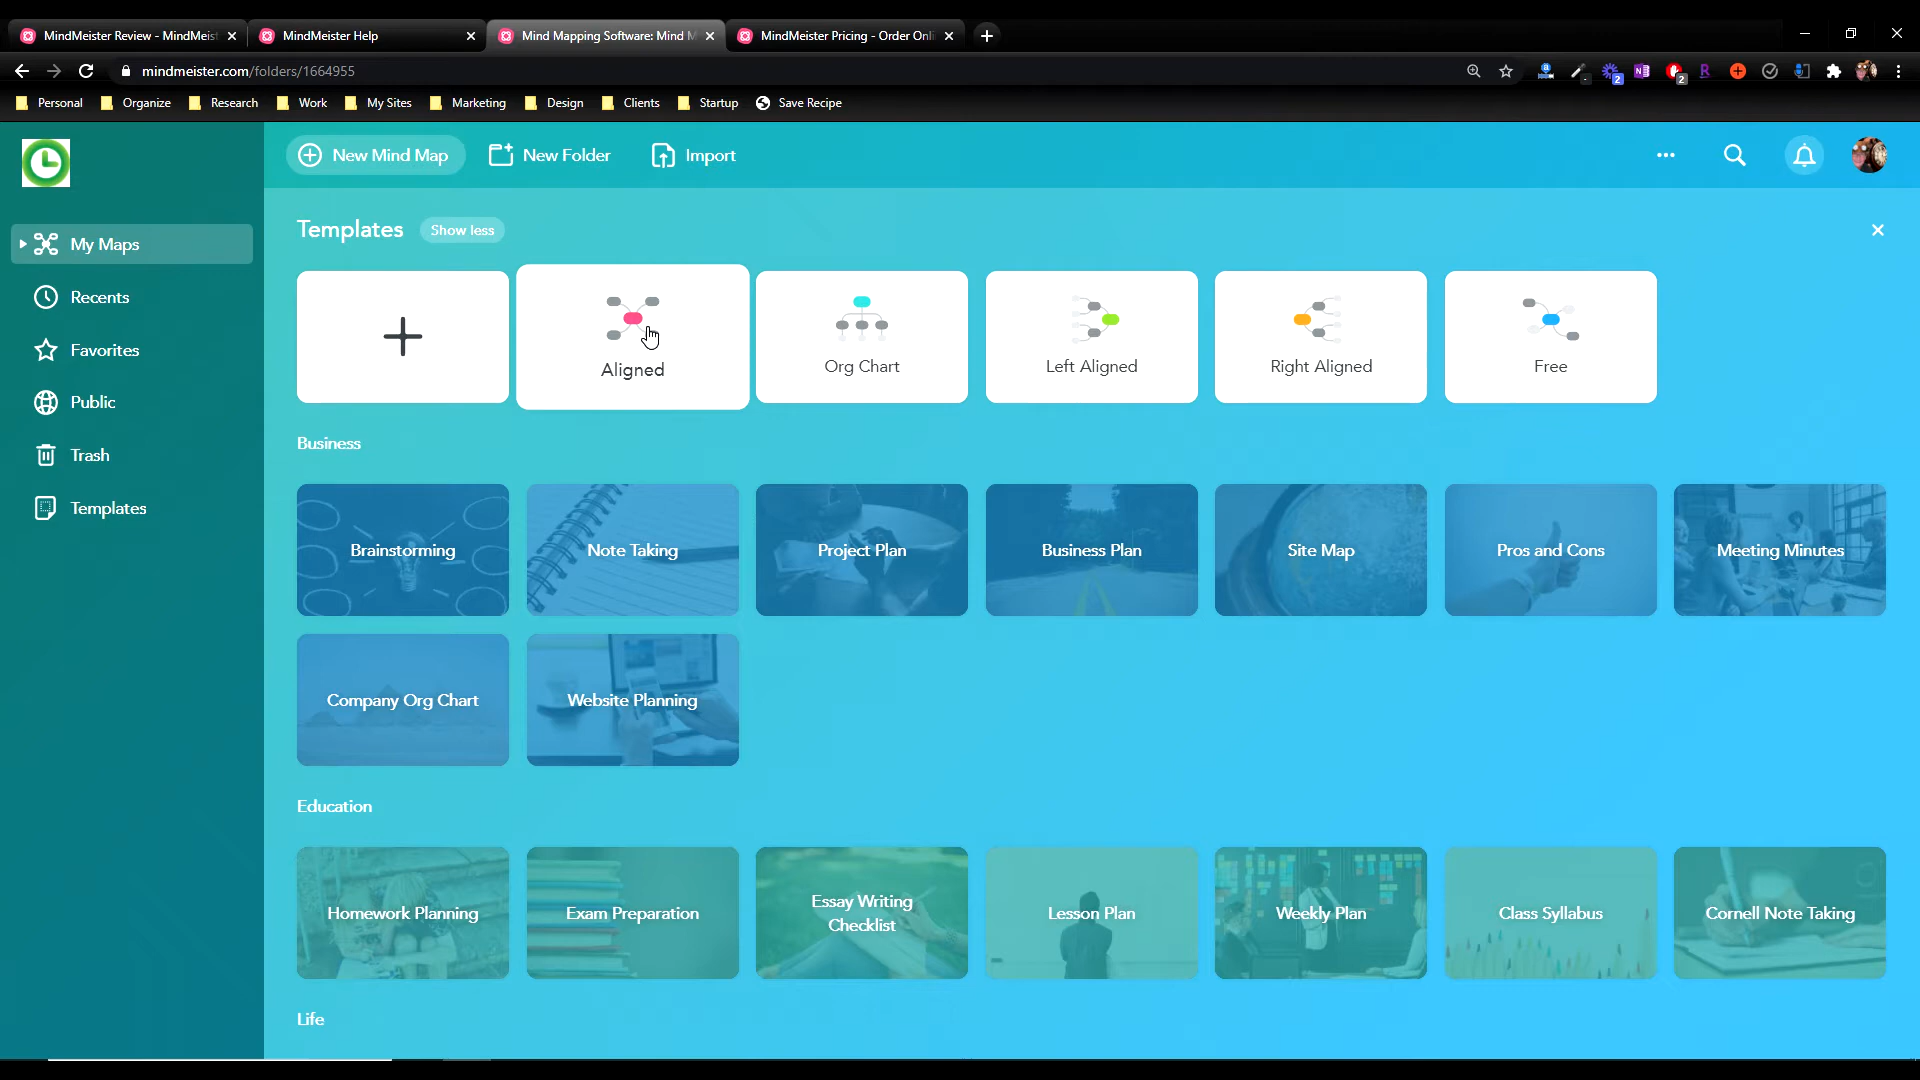 MindMeister Review - MindMeist
MindMeister Help
Mind Mapping Software: Mind M
MindMeister Pricing - Order Onli
mindmeister.com/folders/1664955
2
N
2
R
Personal
Organize
Research
Work
My Sites
Marketing
Design
Clients
Startup
Save Recipe
New Mind Map
New Folder
Import
My Maps
Recents
Favorites
Public
Trash
Templates
Templates
Show less
Aligned
Org Chart
Left Aligned
Right Aligned
Free
Business
Brainstorming
Note Taking
Project Plan
Business Plan
Site Map
Pros and Cons
Meeting Minutes
Company Org Chart
Website Planning
Education
Homework Planning
Exam Preparation
Essay Writing
Checklist
Lesson Plan
Weekly Plan
Class Syllabus
Cornell Note Taking
Life